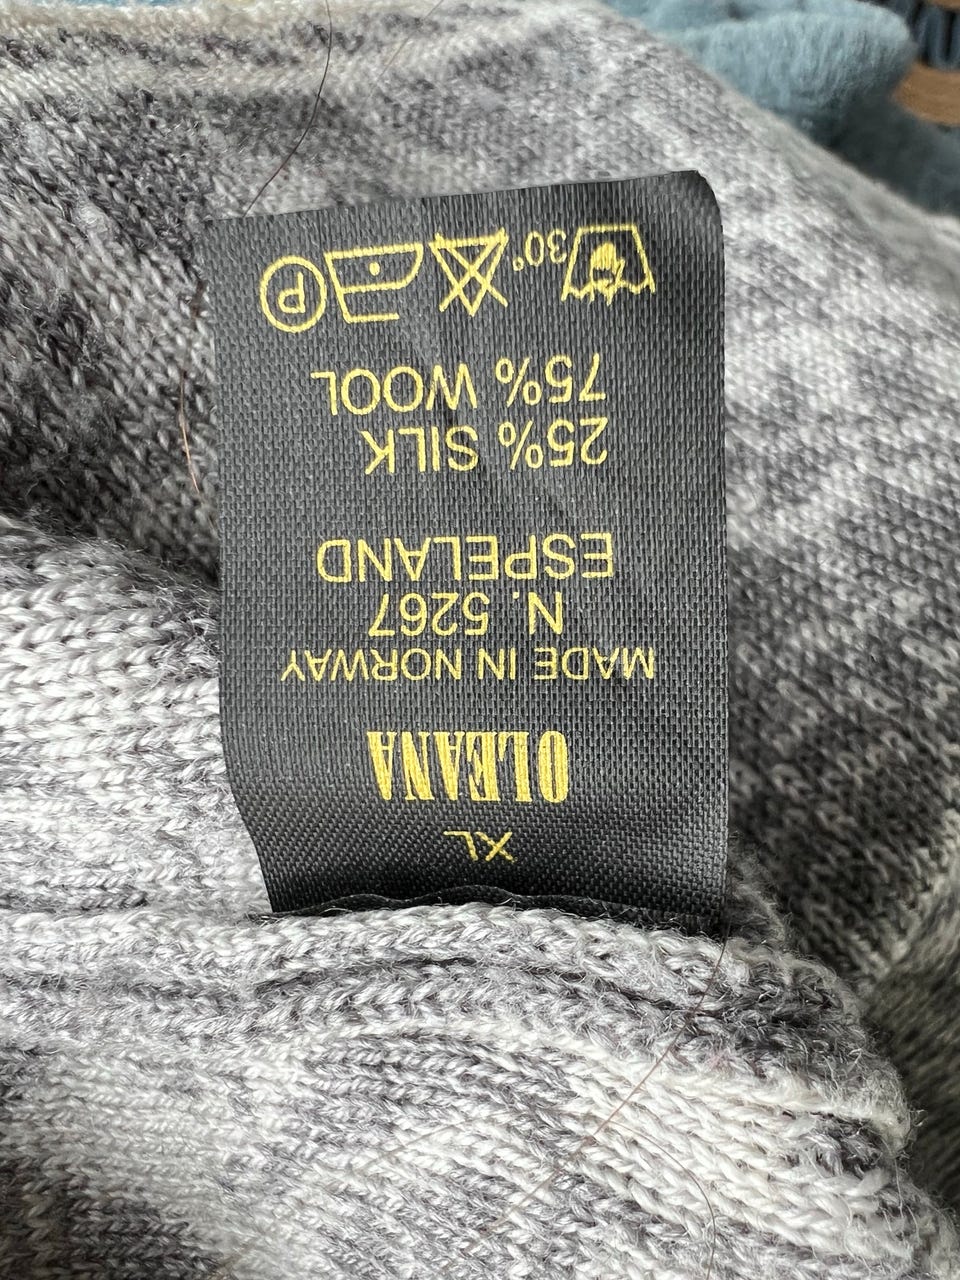 XL
OLEANA
MADE IN NORWAY
N. 5267
ESPELAND
25% SILK
75% WOOL
30° P